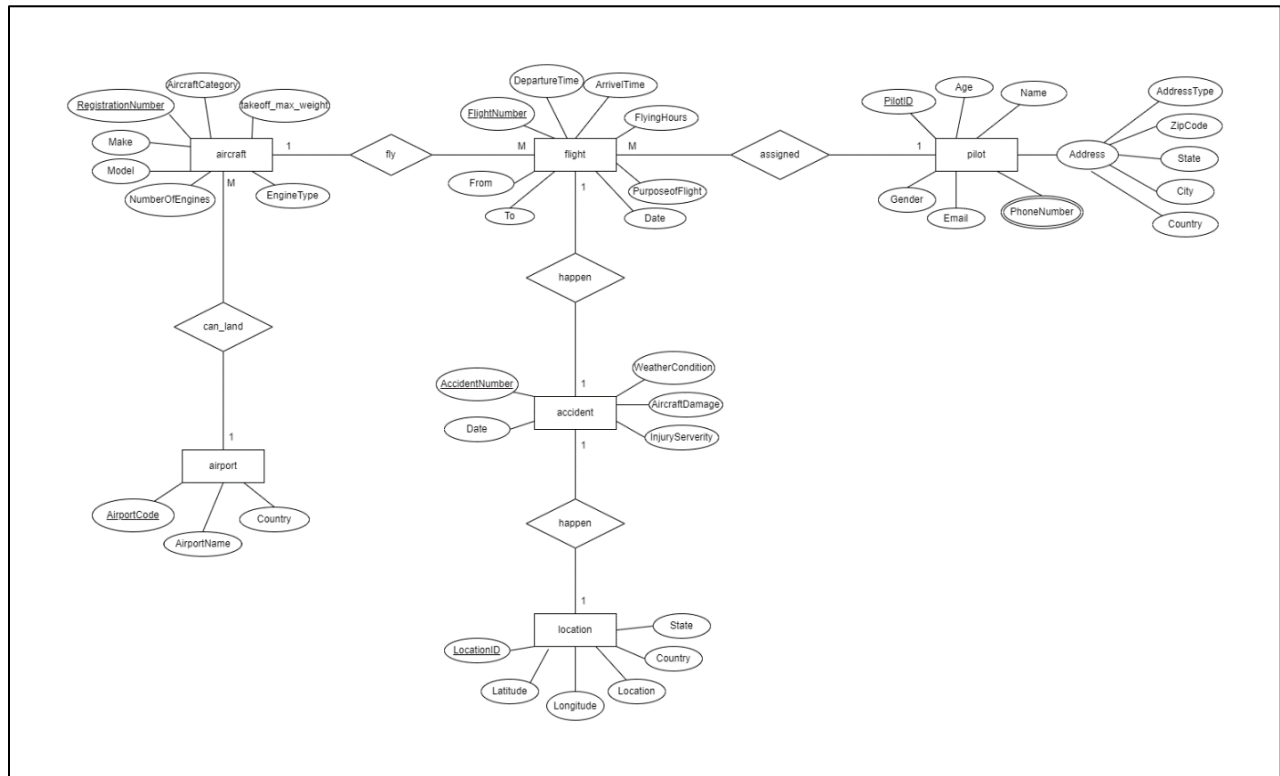 AircraftCategory
RegistrationNumber
takeoff_max_weight
Make
aircraft
Model
NumberOfEngines
EngineType
1
fly
M
M
DepartureTime
ArrivelTime
FlightNumber
FlyingHours
flight
From
To
PurposeofFlight
Date
1
M
assigned
1
PilotID
Age
Name
pilot
Gender
Email
PhoneNumber
Address
AddressType
ZipCode
State
City
Country
can_land
1
airport
AirportCode
AirportName
Country
happen
1
AccidentNumber
WeatherCondition
accident
AircraftDamage
Date
InjuryServerity
1
happen
1
location
State
LocationID
Country
Latitude
Longitude
Location